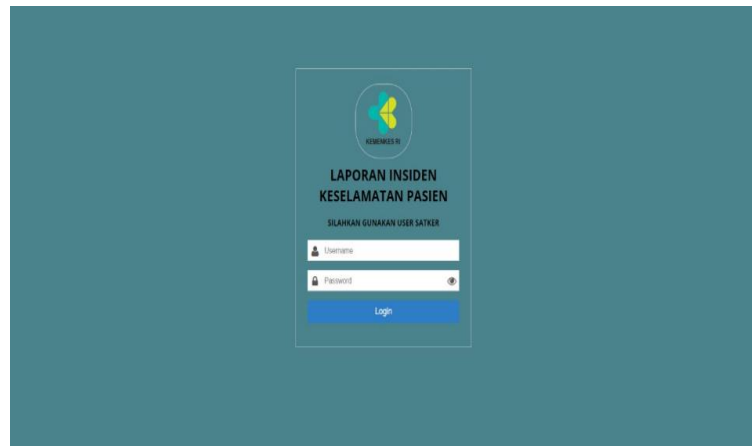 KEMENKES RI
LAPORAN INSIDEN
KESELAMATAN PASIEN
SILAHKAN GUNAKAN USER SATKER
Username
Password
Login